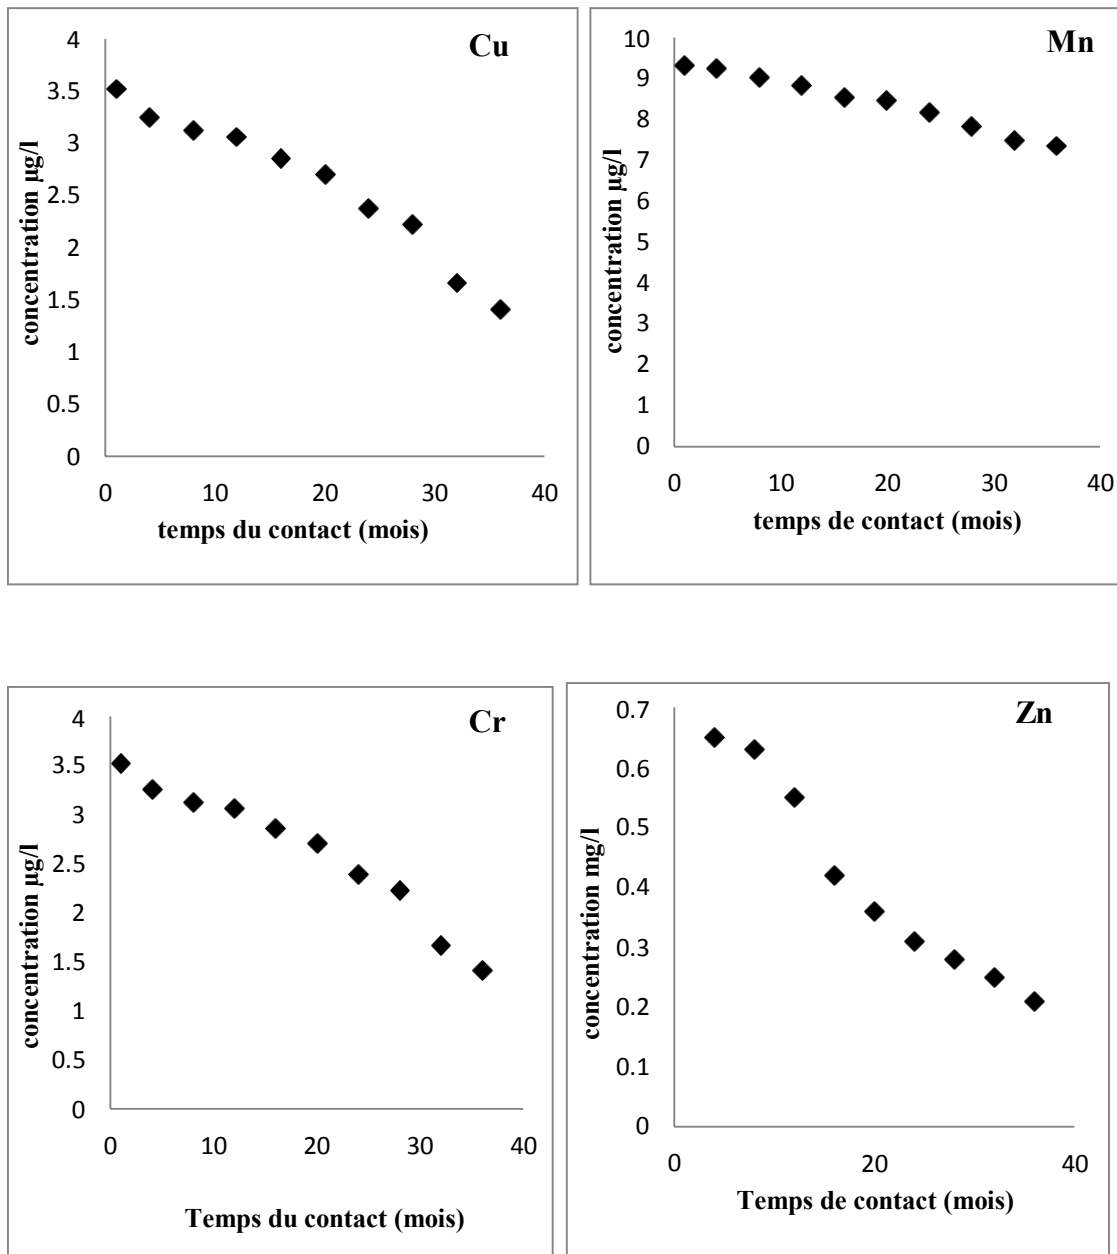 Cu
4
3.5
3
2.5
2
1.5
1
0.5
0
0 10 20 30 40
concentration µg/l
temps du contact (mois)
Mn
10
9
8
7
6
5
4
3
2
1
0
0 10 20 30 40
concentration µg/l
temps de contact (mois)
Cr
4
3.5
3
2.5
2
1.5
1
0.5
0
0 10 20 30 40
concentration µg/l
Temps du contact (mois)
Zn
0.7
0.6
0.5
0.4
0.3
0.2
0.1
0
0 20 40
concentration mg/l
Temps de contact (mois)